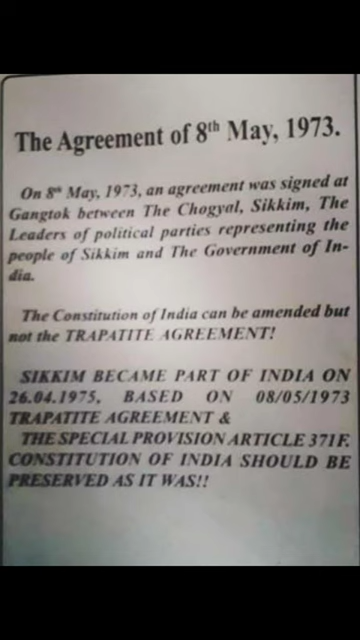 The Agreement of 8th May, 1973.
On 8th May, 1973, an agreement was signed at
Gangtok between The Chogyal, Sikkim, The
Leaders of political parties representing the
people of Sikkim and The Government of In-
dia.
The Constitution of India can be amended but
not the TRAPATITE AGREEMENT!
SIKKIM BECAME PART OF INDIA ON
26.04.1975, BASED ON 08/05/1973
TRAPATITE AGREEMENT &
THE SPECIAL PROVISION ARTICLE 371F.
CONSTITUTION OF INDIA SHOULD BE
PRESERVED AS IT WAS!!